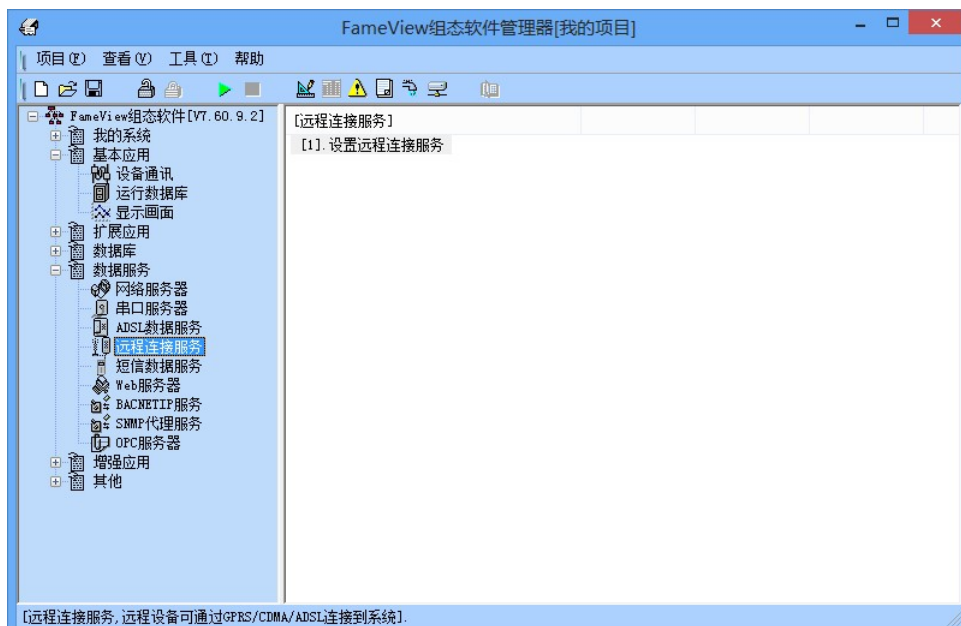 FameView组态软件管理器[我的项目]
项目(F) 查看(V) 工具(T) 帮助
FameView组态软件[V7.60.9.2]
我的系统
基本应用
设备通讯
运行数据库
显示画面
扩展应用
数据库
数据服务
网络服务器
串口服务器
ADSL数据服务
远程连接服务
短信数据服务
Web服务器
BACNETIP服务
SNMP代理服务
OPC服务器
增强应用
其他
[远程连接服务]
[1].设置远程连接服务
[远程连接服务,远程设备可通过GPRS/CDMA/ADSL连接到系统].